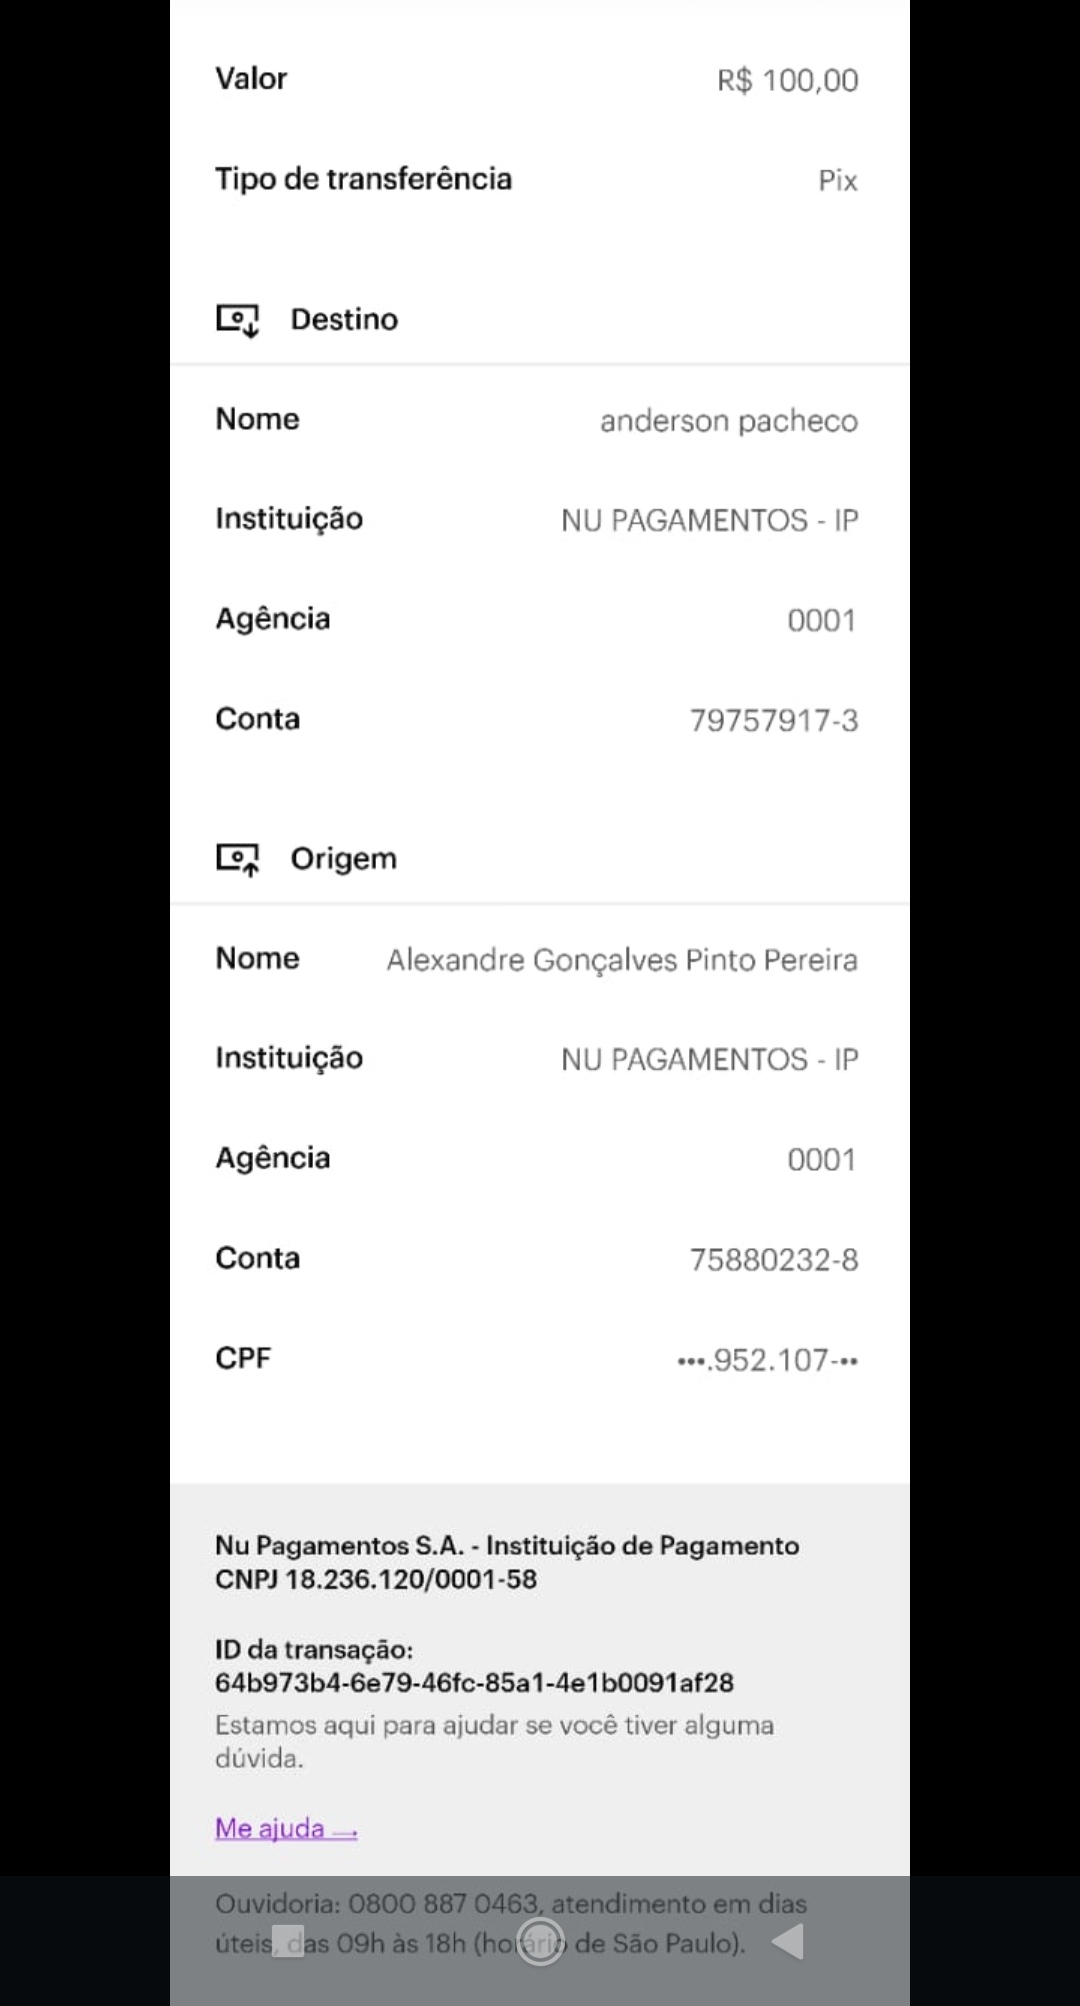 Valor R$ 100,00
Tipo de transferência Pix
Destino
Nome anderson pacheco
Instituição NU PAGAMENTOS - IP
Agência 0001
Conta 79757917-3
Origem
Nome Alexandre Gonçalves Pinto Pereira
Instituição NU PAGAMENTOS - IP
Agência 0001
Conta 75880232-8
CPF •••.952.107-••
Nu Pagamentos S.A. - Instituição de Pagamento
CNPJ 18.236.120/0001-58
ID da transação:
64b973b4-6e79-46fc-85a1-4e1b0091af28
Estamos aqui para ajudar se você tiver alguma
dúvida.
Me ajuda →
Ouvidoria: 0800 887 0463, atendimento em dias
úteis, das 09h às 18h (horário de São Paulo).